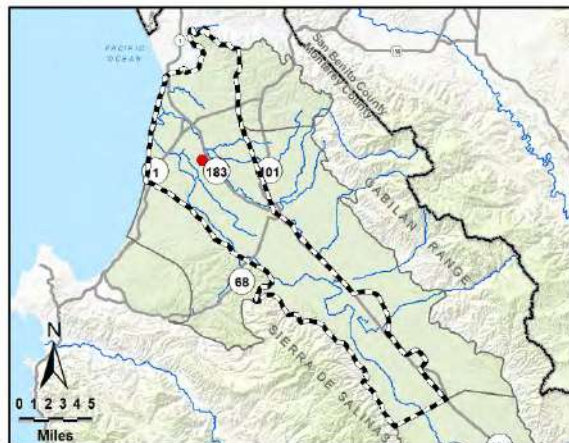 PACIFIC
OCEAN
1
San Benito County
Monterey County
1
183
101
GABILAN RANGE
68
SIERRA DE SALINAS
N
0 1 2 3 4 5
Miles